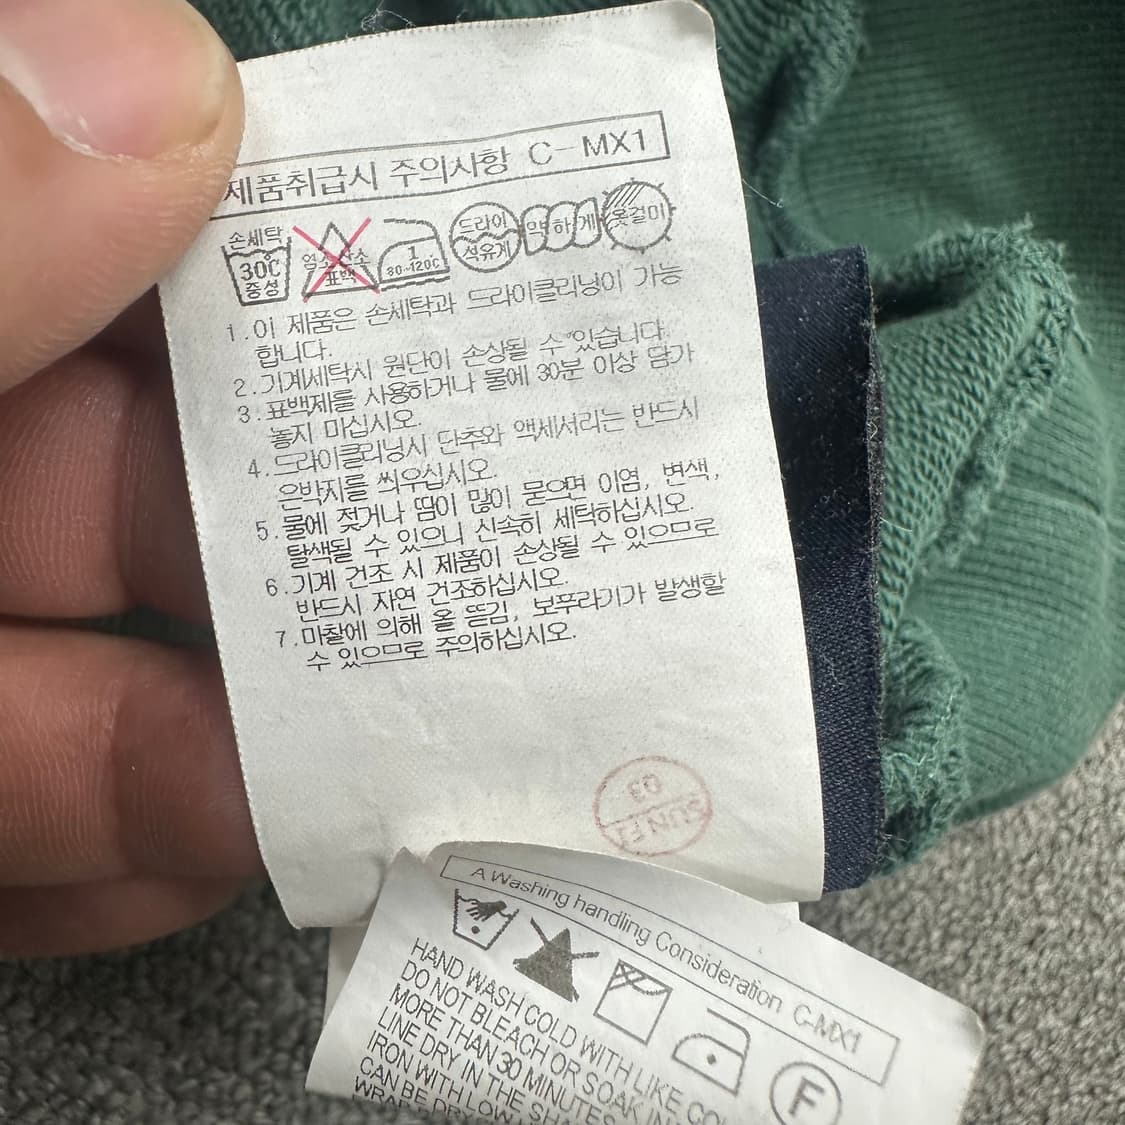 제품취급시 주의사항 C-MX1
손세탁
30℃
중성
염소산소
표백
1
80~120℃
드라이
석유계
약하게
옷걸이
1.이 제품은 손세탁과 드라이클리닝이 가능
합니다.
2.기계세탁시 원단이 손상될 수 있습니다.
3.표백제를 사용하거나 물에 30분 이상 담가
놓지 마십시오.
4.드라이클리닝시 단추와 액세서리는 반드시
은박지를 씌우십시오.
5.물에 젖거나 땀이 많이 묻으면 이염, 변색,
탈색될 수 있으니 신속히 세탁하십시오.
6.기계 건조 시 제품이 손상될 수 있으므로
반드시 자연 건조하십시오.
7.마찰에 의해 올 뜯김, 보푸라기가 발생할
수 있으므로 주의하십시오.
03
A Washing handling Consideration C-MX1
F
HAND WASH COLD WITH LIKE
DO NOT BLEACH OR SOAK IN
MORE THAN 30 MINUTES
LINE DRY IN THE
IRON WITH LOW
CAN BE